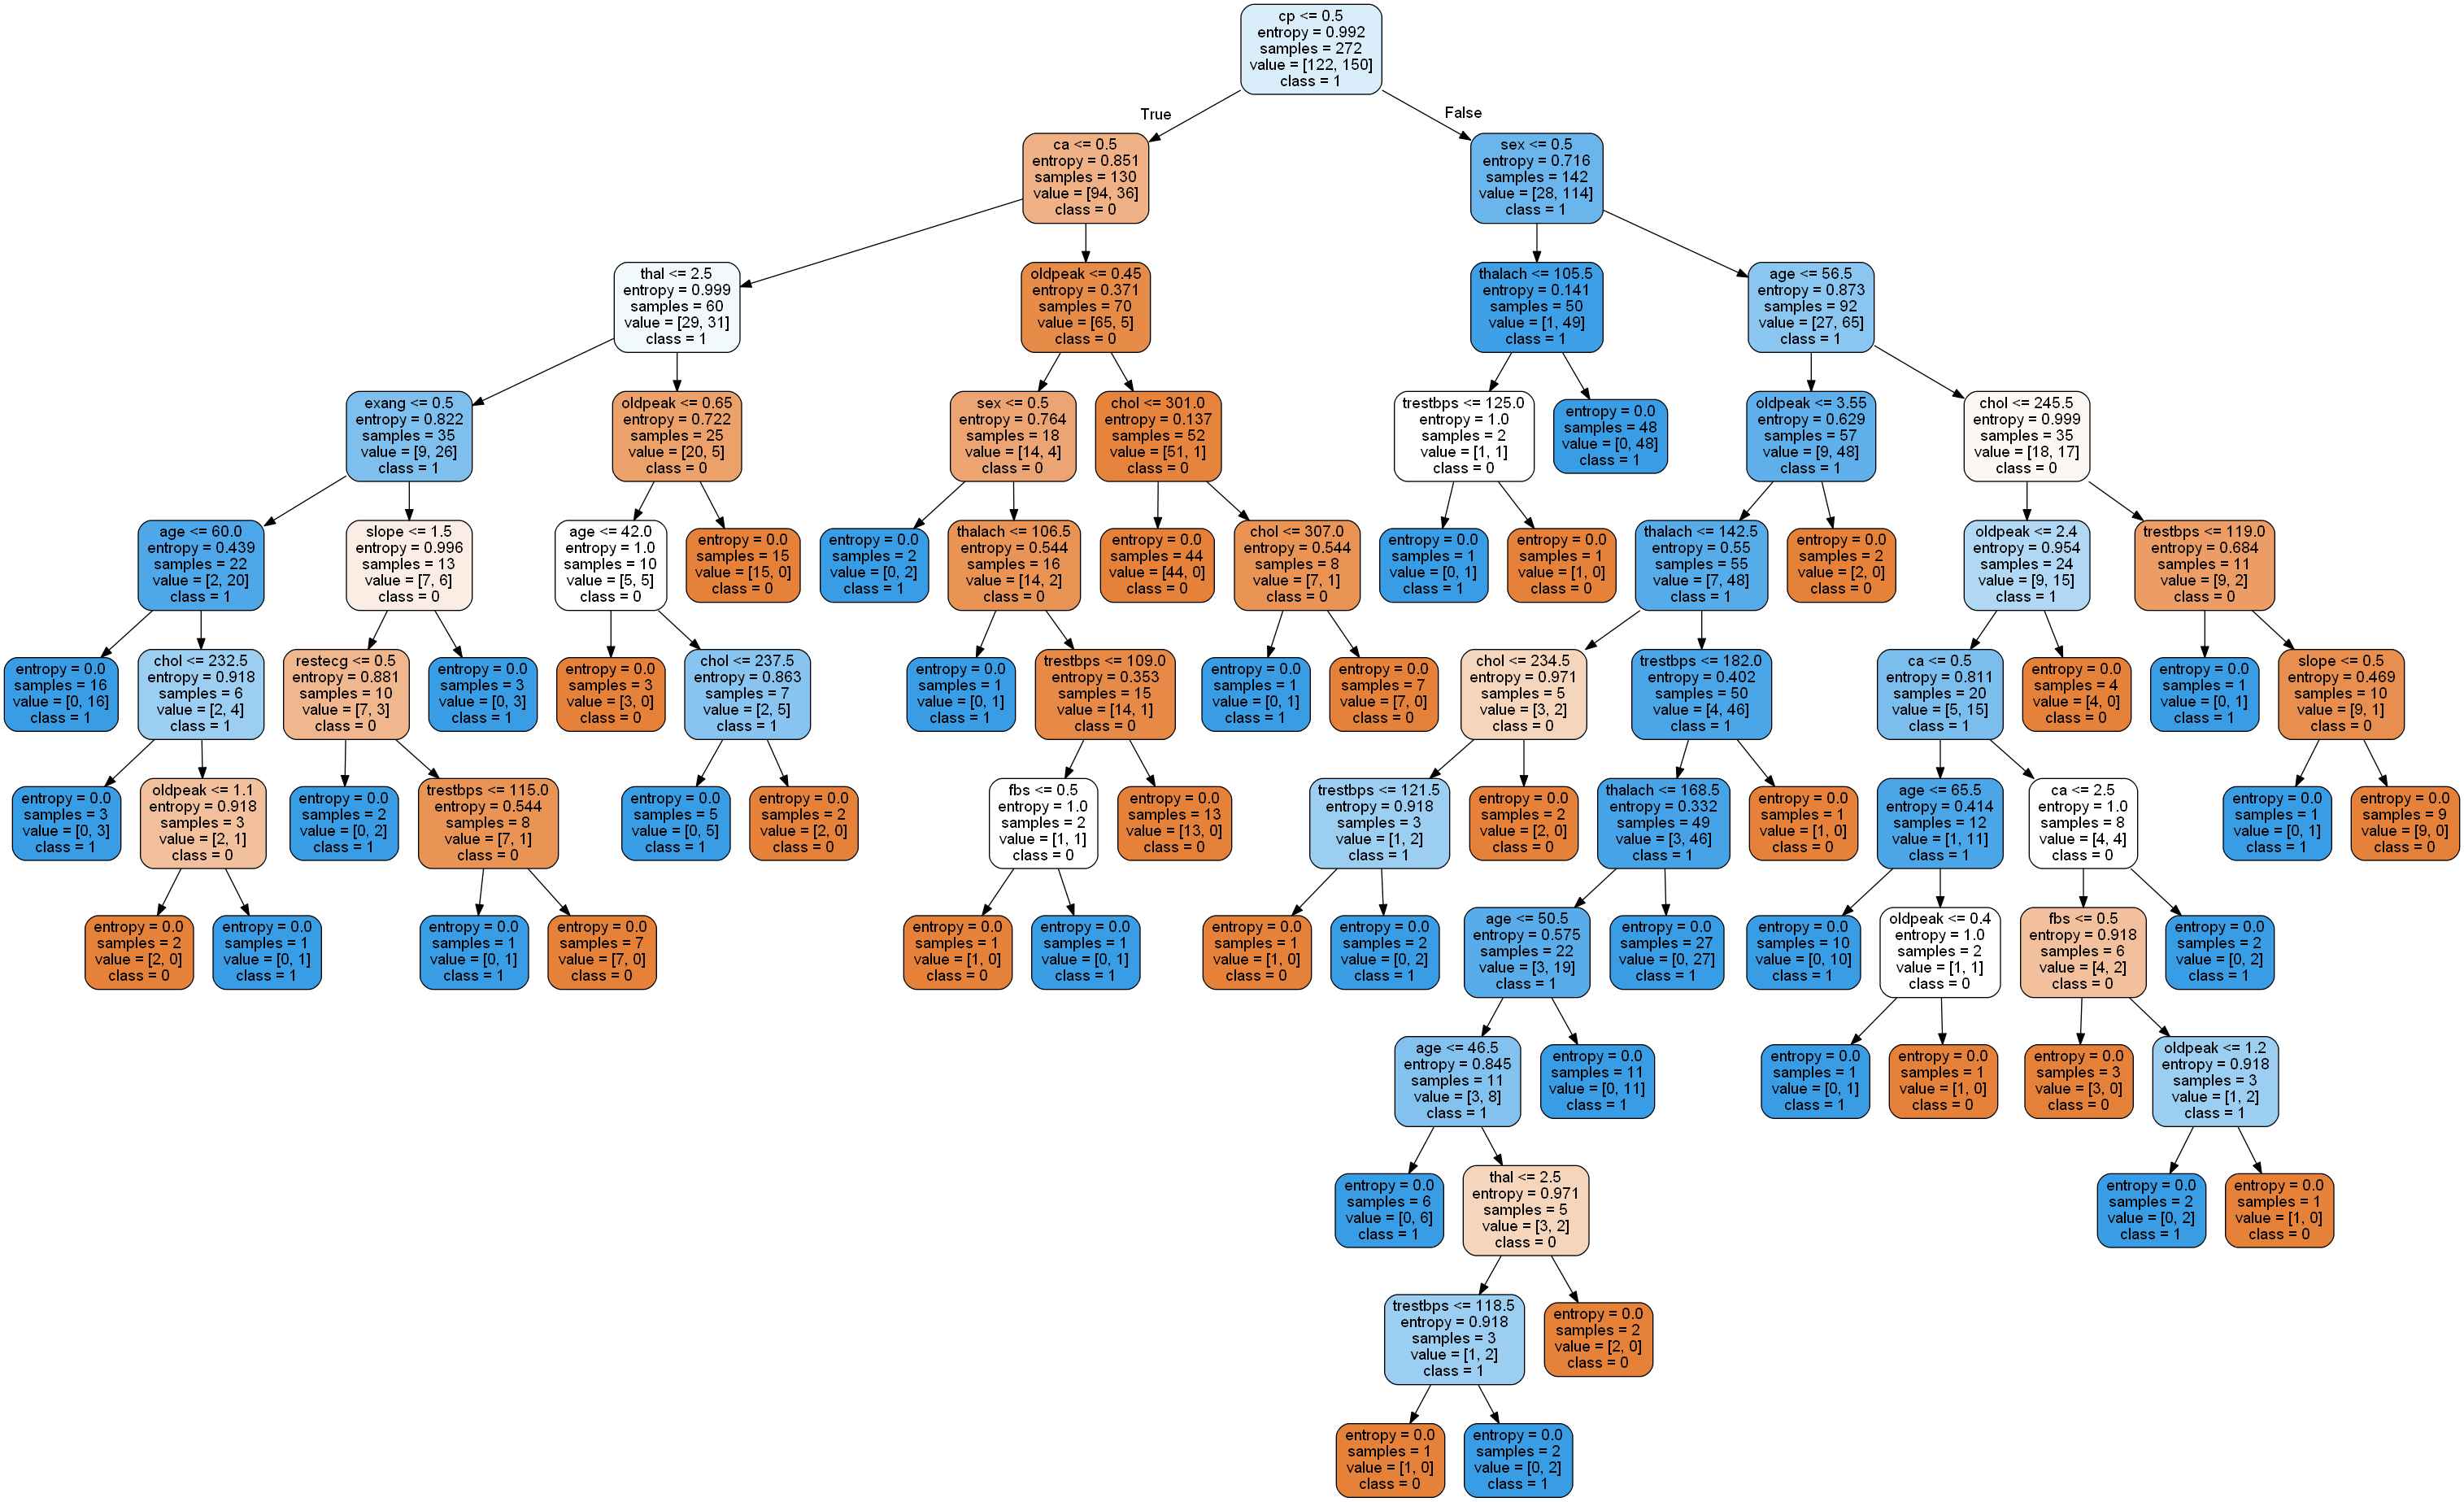 cp <= 0.5
entropy = 0.992
samples = 272
value = [122, 150]
class = 1
True
False
ca <= 0.5
entropy = 0.851
samples = 130
value = [94, 36]
class = 0
sex <= 0.5
entropy = 0.716
samples = 142
value = [28, 114]
class = 1
thal <= 2.5
entropy = 0.999
samples = 60
value = [29, 31]
class = 1
oldpeak <= 0.45
entropy = 0.371
samples = 70
value = [65, 5]
class = 0
thalach <= 105.5
entropy = 0.141
samples = 50
value = [1, 49]
class = 1
age <= 56.5
entropy = 0.873
samples = 92
value = [27, 65]
class = 1
exang <= 0.5
entropy = 0.822
samples = 35
value = [9, 26]
class = 1
oldpeak <= 0.65
entropy = 0.722
samples = 25
value = [20, 5]
class = 0
sex <= 0.5
entropy = 0.764
samples = 18
value = [14, 4]
class = 0
chol <= 301.0
entropy = 0.137
samples = 52
value = [51, 1]
class = 0
trestbps <= 125.0
entropy = 1.0
samples = 2
value = [1, 1]
class = 0
entropy = 0.0
samples = 48
value = [0, 48]
class = 1
oldpeak <= 3.55
entropy = 0.629
samples = 57
value = [9, 48]
class = 1
chol <= 245.5
entropy = 0.999
samples = 35
value = [18, 17]
class = 0
age <= 60.0
entropy = 0.439
samples = 22
value = [2, 20]
class = 1
slope <= 1.5
entropy = 0.996
samples = 13
value = [7, 6]
class = 0
age <= 42.0
entropy = 1.0
samples = 10
value = [5, 5]
class = 0
entropy = 0.0
samples = 15
value = [15, 0]
class = 0
entropy = 0.0
samples = 2
value = [0, 2]
class = 1
thalach <= 106.5
entropy = 0.544
samples = 16
value = [14, 2]
class = 0
entropy = 0.0
samples = 44
value = [44, 0]
class = 0
chol <= 307.0
entropy = 0.544
samples = 8
value = [7, 1]
class = 0
entropy = 0.0
samples = 1
value = [0, 1]
class = 1
entropy = 0.0
samples = 1
value = [1, 0]
class = 0
thalach <= 142.5
entropy = 0.55
samples = 55
value = [7, 48]
class = 1
entropy = 0.0
samples = 2
value = [2, 0]
class = 0
oldpeak <= 2.4
entropy = 0.954
samples = 24
value = [9, 15]
class = 1
trestbps <= 119.0
entropy = 0.684
samples = 11
value = [9, 2]
class = 0
entropy = 0.0
samples = 16
value = [0, 16]
class = 1
chol <= 232.5
entropy = 0.918
samples = 6
value = [2, 4]
class = 1
restecg <= 0.5
entropy = 0.881
samples = 10
value = [7, 3]
class = 0
entropy = 0.0
samples = 3
value = [0, 3]
class = 1
entropy = 0.0
samples = 3
value = [3, 0]
class = 0
chol <= 237.5
entropy = 0.863
samples = 7
value = [2, 5]
class = 1
entropy = 0.0
samples = 1
value = [0, 1]
class = 1
trestbps <= 109.0
entropy = 0.353
samples = 15
value = [14, 1]
class = 0
entropy = 0.0
samples = 1
value = [0, 1]
class = 1
entropy = 0.0
samples = 7
value = [7, 0]
class = 0
chol <= 234.5
entropy = 0.971
samples = 5
value = [3, 2]
class = 0
trestbps <= 182.0
entropy = 0.402
samples = 50
value = [4, 46]
class = 1
ca <= 0.5
entropy = 0.811
samples = 20
value = [5, 15]
class = 1
entropy = 0.0
samples = 4
value = [4, 0]
class = 0
entropy = 0.0
samples = 1
value = [0, 1]
class = 1
slope <= 0.5
entropy = 0.469
samples = 10
value = [9, 1]
class = 0
entropy = 0.0
samples = 3
value = [0, 3]
class = 1
oldpeak <= 1.1
entropy = 0.918
samples = 3
value = [2, 1]
class = 0
entropy = 0.0
samples = 2
value = [0, 2]
class = 1
trestbps <= 115.0
entropy = 0.544
samples = 8
value = [7, 1]
class = 0
entropy = 0.0
samples = 5
value = [0, 5]
class = 1
entropy = 0.0
samples = 2
value = [2, 0]
class = 0
fbs <= 0.5
entropy = 1.0
samples = 2
value = [1, 1]
class = 0
entropy = 0.0
samples = 13
value = [13, 0]
class = 0
trestbps <= 121.5
entropy = 0.918
samples = 3
value = [1, 2]
class = 1
entropy = 0.0
samples = 2
value = [2, 0]
class = 0
thalach <= 168.5
entropy = 0.332
samples = 49
value = [3, 46]
class = 1
entropy = 0.0
samples = 1
value = [1, 0]
class = 0
age <= 65.5
entropy = 0.414
samples = 12
value = [1, 11]
class = 1
ca <= 2.5
entropy = 1.0
samples = 8
value = [4, 4]
class = 0
entropy = 0.0
samples = 1
value = [0, 1]
class = 1
entropy = 0.0
samples = 9
value = [9, 0]
class = 0
entropy = 0.0
samples = 2
value = [2, 0]
class = 0
entropy = 0.0
samples = 1
value = [0, 1]
class = 1
entropy = 0.0
samples = 1
value = [0, 1]
class = 1
entropy = 0.0
samples = 7
value = [7, 0]
class = 0
entropy = 0.0
samples = 1
value = [1, 0]
class = 0
entropy = 0.0
samples = 1
value = [0, 1]
class = 1
entropy = 0.0
samples = 1
value = [1, 0]
class = 0
entropy = 0.0
samples = 2
value = [0, 2]
class = 1
age <= 50.5
entropy = 0.575
samples = 22
value = [3, 19]
class = 1
entropy = 0.0
samples = 27
value = [0, 27]
class = 1
entropy = 0.0
samples = 10
value = [0, 10]
class = 1
oldpeak <= 0.4
entropy = 1.0
samples = 2
value = [1, 1]
class = 0
fbs <= 0.5
entropy = 0.918
samples = 6
value = [4, 2]
class = 0
entropy = 0.0
samples = 2
value = [0, 2]
class = 1
age <= 46.5
entropy = 0.845
samples = 11
value = [3, 8]
class = 1
entropy = 0.0
samples = 11
value = [0, 11]
class = 1
entropy = 0.0
samples = 1
value = [0, 1]
class = 1
entropy = 0.0
samples = 1
value = [1, 0]
class = 0
entropy = 0.0
samples = 3
value = [3, 0]
class = 0
oldpeak <= 1.2
entropy = 0.918
samples = 3
value = [1, 2]
class = 1
entropy = 0.0
samples = 6
value = [0, 6]
class = 1
thal <= 2.5
entropy = 0.971
samples = 5
value = [3, 2]
class = 0
entropy = 0.0
samples = 2
value = [0, 2]
class = 1
entropy = 0.0
samples = 1
value = [1, 0]
class = 0
trestbps <= 118.5
entropy = 0.918
samples = 3
value = [1, 2]
class = 1
entropy = 0.0
samples = 2
value = [2, 0]
class = 0
entropy = 0.0
samples = 1
value = [1, 0]
class = 0
entropy = 0.0
samples = 2
value = [0, 2]
class = 1